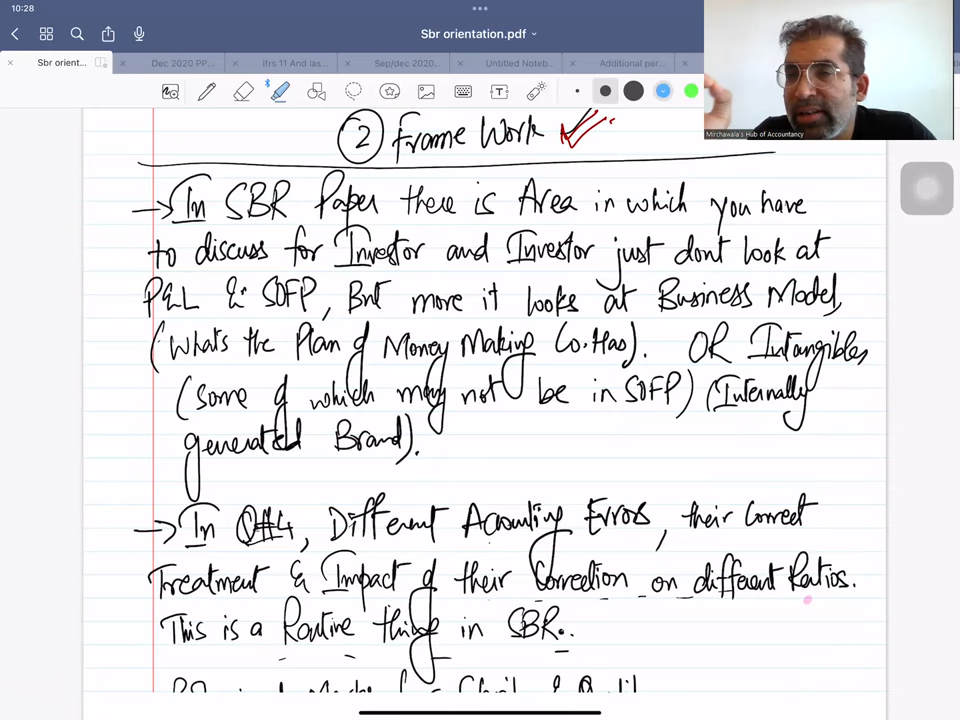 10:28
Sbr orientation.pdf
Sbr orient...
Dec 2020 PP...
Ifrs 11 And las...
Sep/dec 2020...
Untitled Noteb...
Additional per...
Mirchawala's Hub of Accountancy
② Frame Work
→ In SBR Paper there is Area in which you have
to discuss for Investor and Investor just dont look at
P&L & SOFP, But more it looks at Business Model,
(Whats the Plan of Money Making Co. Has). OR Intangibles
(some of which may not be in SOFP) (Internally
generated Brand).
→ In Q#4, Different Accounting Errors, their Correct
Treatment & Impact of their Correction on different Ratios.
This is a Routine thing in SBR.